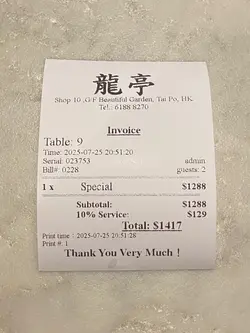 龍亭
Shop 10 ,G/F Beautiful Garden, Tai Po, HK.
Tel.: 6188 8270
Invoice
Table: 9
Time: 2025-07-25 20:51:20
Serial: 023753 admin
Bill#: 0228 guests: 2
1 x Special $1288
Subtotal: $1288
10% Service: $129
Total: $1417
Print time : 2025-07-25 20:51:28
Print #: 1
Thank You Very Much !